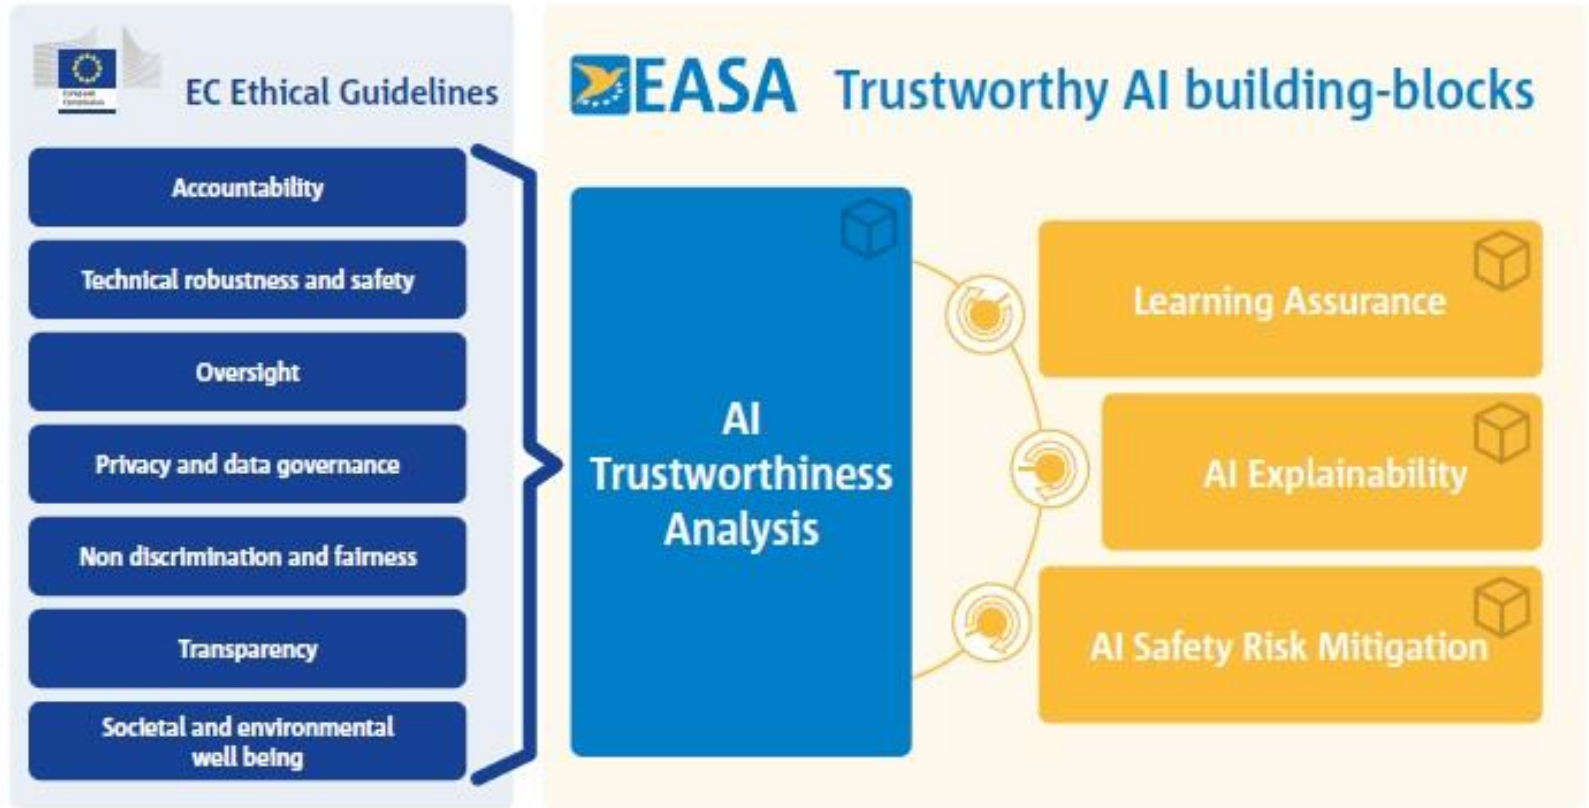 European
Commission
EC Ethical Guidelines
Accountability
Technical robustness and safety
Oversight
Privacy and data governance
Non discrimination and fairness
Transparency
Societal and environmental
well being
EASA
Trustworthy AI building-blocks
AI
Trustworthiness
Analysis
Learning Assurance
AI Explainability
AI Safety Risk Mitigation